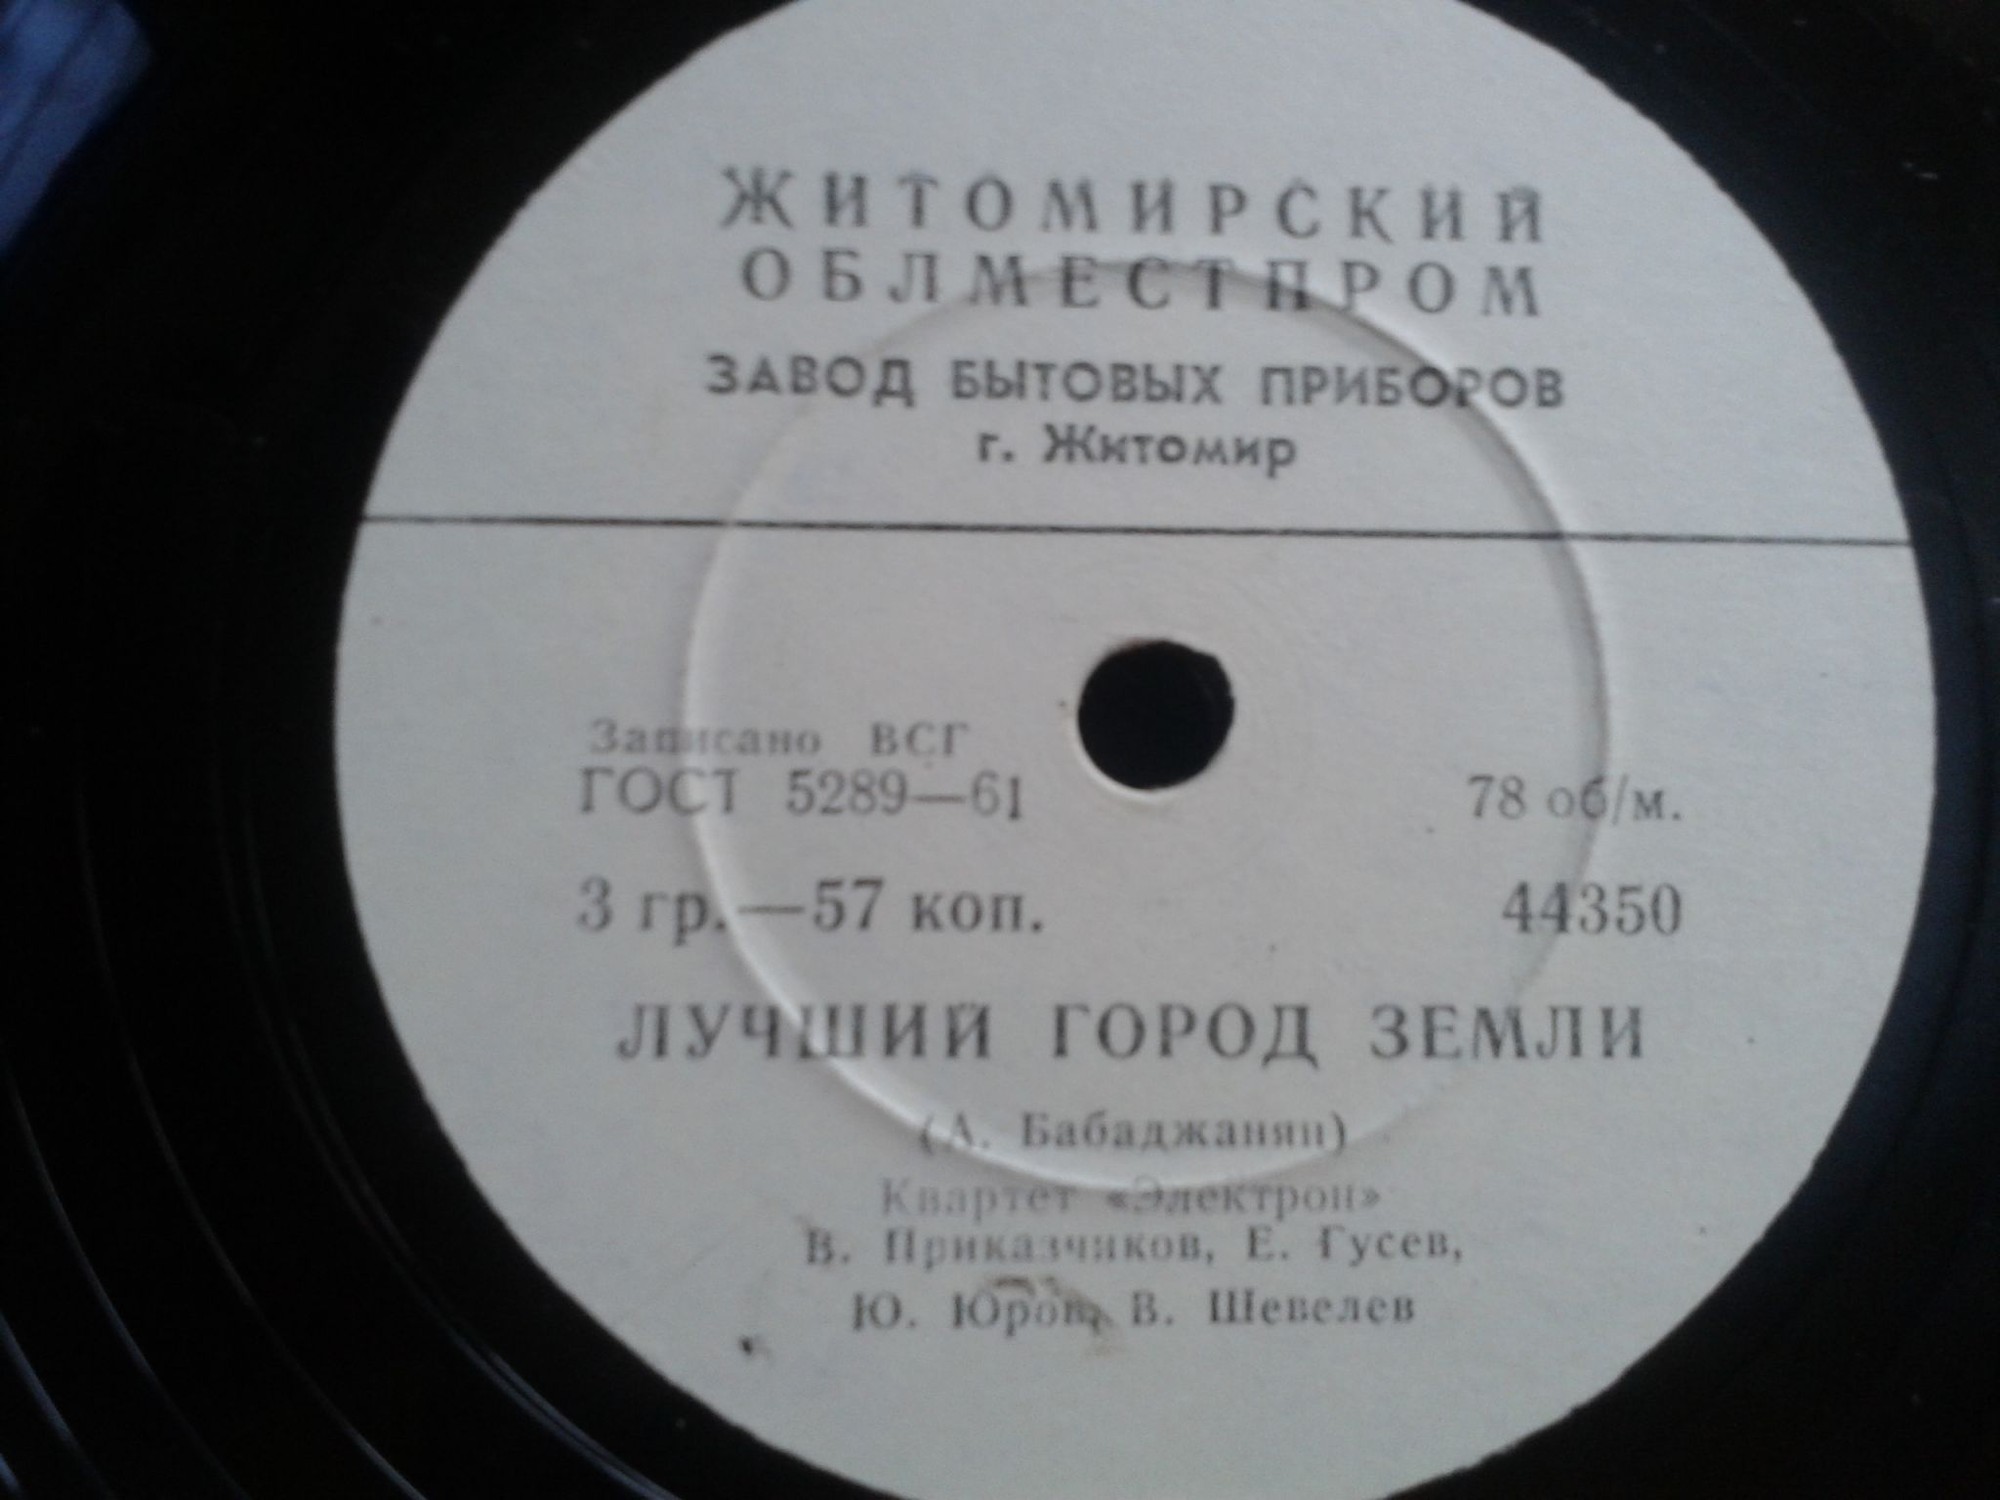 ЖИТОМИРСКИЙ
ОБЛМЕСТПРОМ
ЗАВОД БЫТОВЫХ ПРИБОРОВ
г. Житомир
Записано ВСГ
ГОСТ 5289—61 78 об/м.
3 гр.—57 коп. 44350
ЛУЧШИЙ ГОРОД ЗЕМЛИ
(А. Бабаджанян)
Квартет «Электрон»
В. Приказчиков, Е. Гусев,
Ю. Юров, В. Шевелев